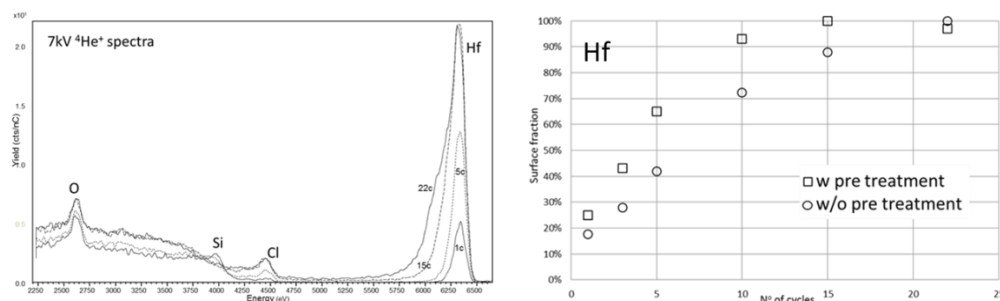 x10³
7kV ⁴He⁺ spectra
Hf
2.0
1.5
1.0
0.5
0.0
Yield (cts/nC)
O
Si
Cl
22c
15c
5c
1c
2250 2500 2750 3000 3250 3500 3750 4000 4250 4500 4750 5000 5250 5500 5750 6000 6250 6500
Energy (eV)
Hf
100%
90%
80%
70%
60%
50%
40%
30%
20%
10%
0%
Surface fraction
w pre treatment
w/o pre treatment
0 5 10 15 20
Nº of cycles